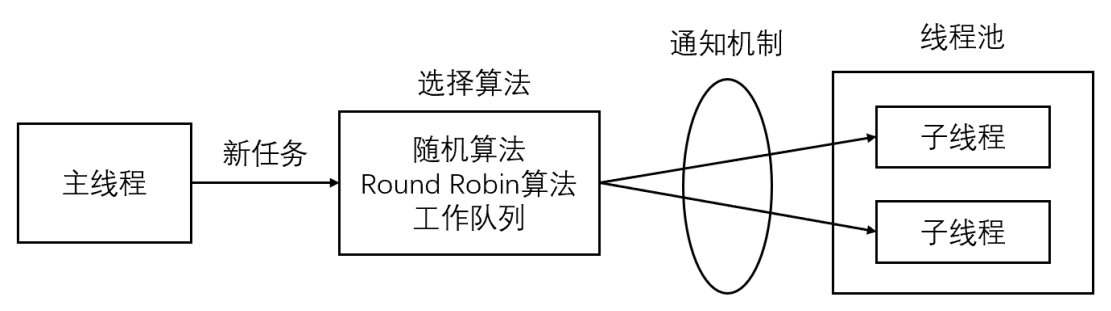 主线程
新任务
选择算法
随机算法
Round Robin算法
工作队列
通知机制
线程池
子线程
子线程